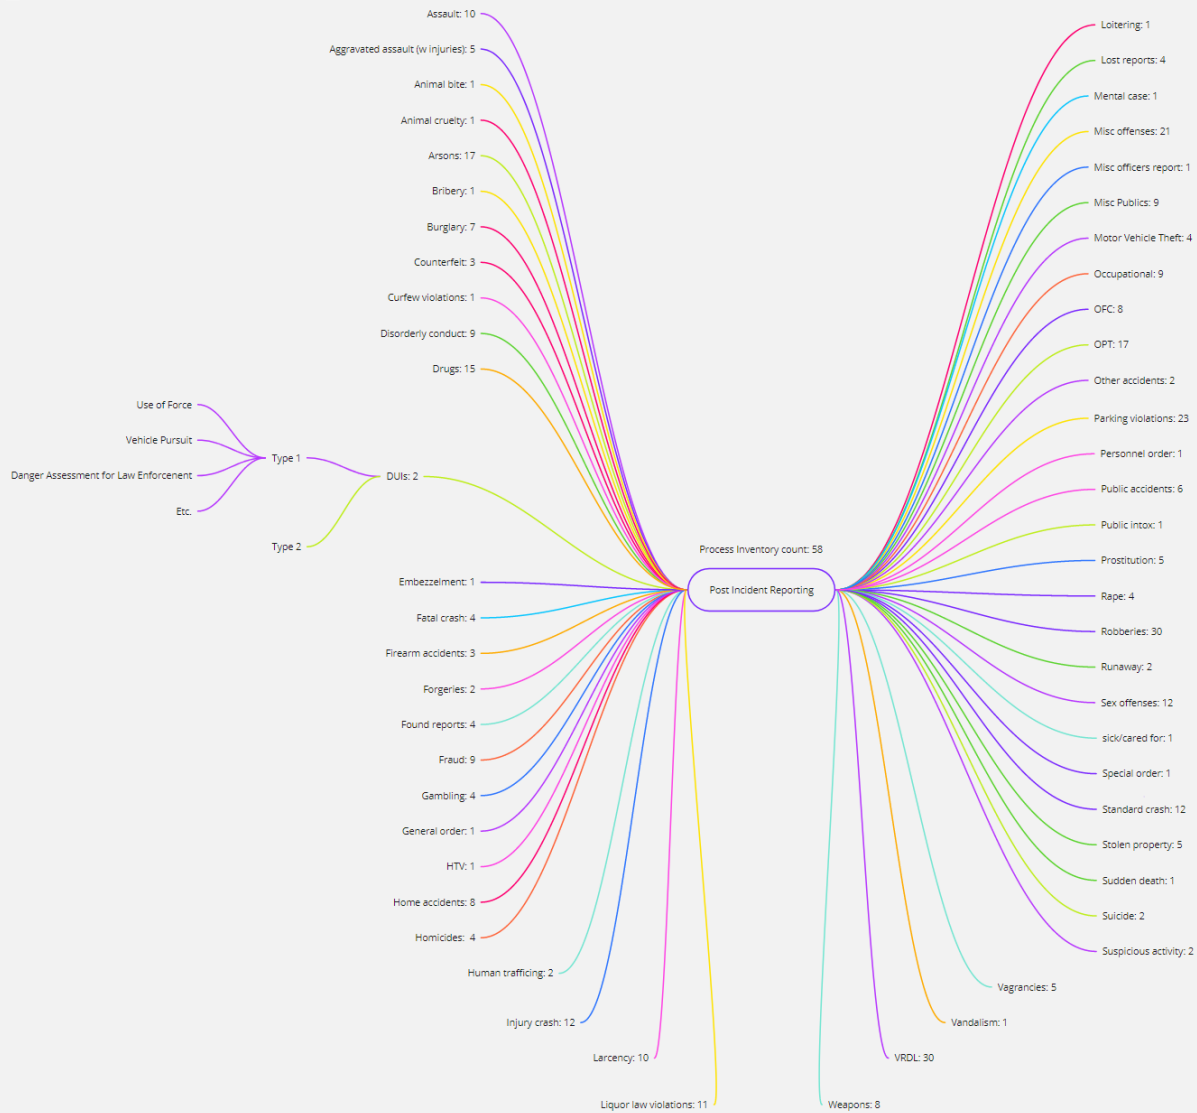 Assault: 10
Aggravated assault (w injuries): 5
Animal bite: 1
Animal cruelty: 1
Arsons: 17
Bribery: 1
Burglary: 7
Counterfeit: 3
Curfew violations: 1
Disorderly conduct: 9
Drugs: 15
Use of Force
Vehicle Pursuit
Danger Assessment for Law Enforcenent
Etc.
Type 1
Type 2
DUIs: 2
Embezzelment: 1
Fatal crash: 4
Firearm accidents: 3
Forgeries: 2
Found reports: 4
Fraud: 9
Gambling: 4
General order: 1
HTV: 1
Home accidents: 8
Homicides: 4
Human trafficing: 2
Injury crash: 12
Larcency: 10
Liquor law violations: 11
Process Inventory count: 58
Post Incident Reporting
Loitering: 1
Lost reports: 4
Mental case: 1
Misc offenses: 21
Misc officers report: 1
Misc Publics: 9
Motor Vehicle Theft: 4
Occupational: 9
OFC: 8
OPT: 17
Other accidents: 2
Parking violations: 23
Personnel order: 1
Public accidents: 6
Public intox: 1
Prostitution: 5
Rape: 4
Robberies: 30
Runaway: 2
Sex offenses: 12
sick/cared for: 1
Special order: 1
Standard crash: 12
Stolen property: 5
Sudden death: 1
Suicide: 2
Suspicious activity: 2
Vagrancies: 5
Vandalism: 1
VRDL: 30
Weapons: 8